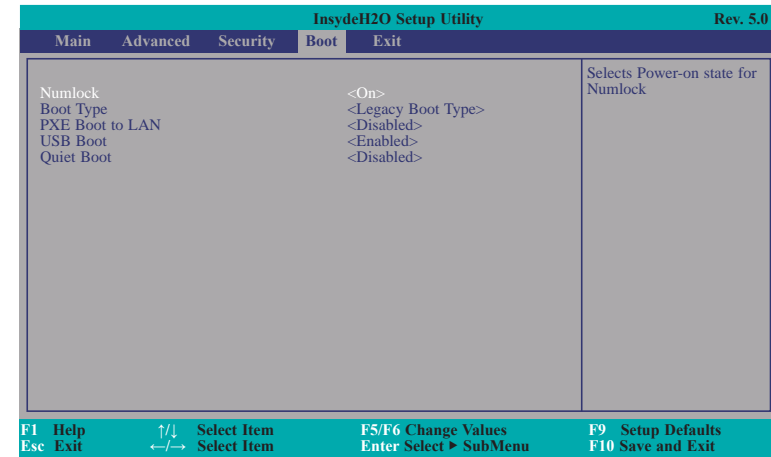 InsydeH2O Setup Utility Rev. 5.0
Main Advanced Security Boot Exit
Numlock <On>
Boot Type <Legacy Boot Type>
PXE Boot to LAN <Disabled>
USB Boot <Enabled>
Quiet Boot <Disabled>
Selects Power-on state for
Numlock
F1 Help ↑/↓ Select Item F5/F6 Change Values F9 Setup Defaults
Esc Exit ←/→ Select Item Enter Select ▶ SubMenu F10 Save and Exit